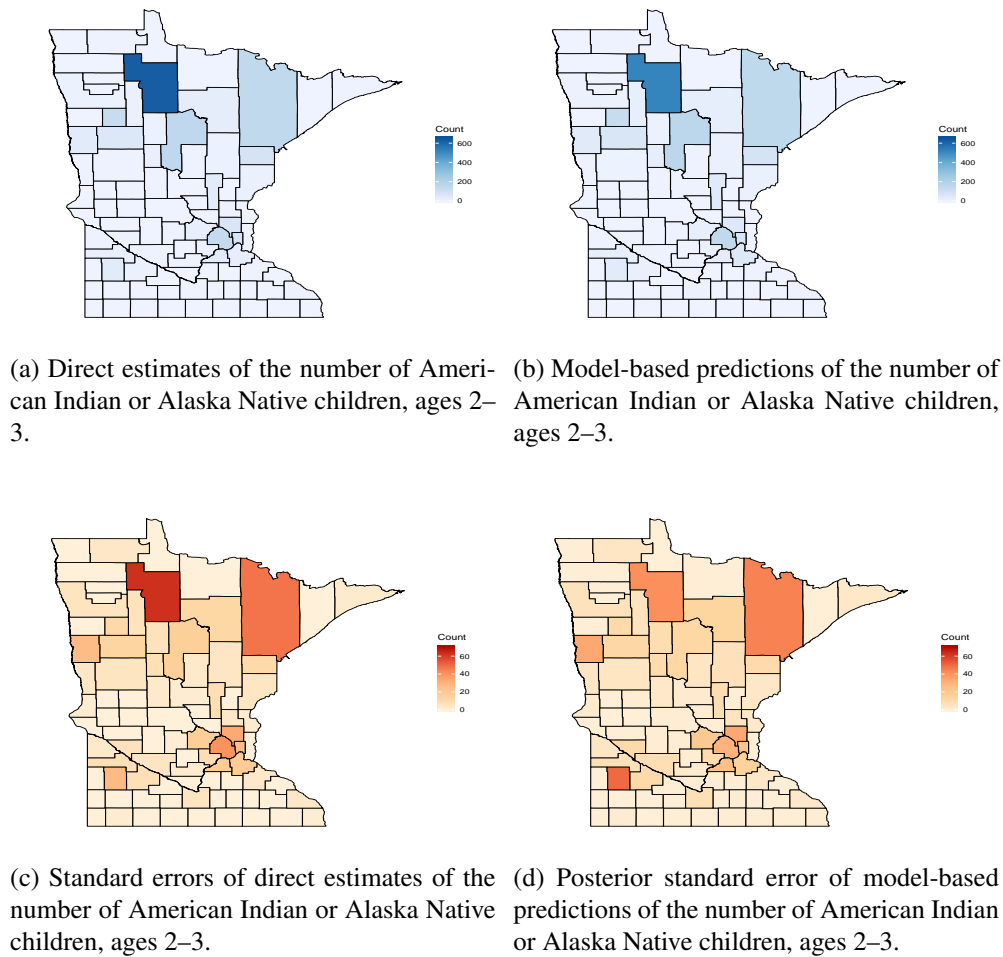 Count
600
400
200
0
Count
600
400
200
0
(a) Direct estimates of the number of Ameri-
can Indian or Alaska Native children, ages 2–
3.
(b) Model-based predictions of the number of
American Indian or Alaska Native children,
ages 2–3.
Count
60
40
20
0
Count
60
40
20
0
(c) Standard errors of direct estimates of the
number of American Indian or Alaska Native
children, ages 2–3.
(d) Posterior standard error of model-based
predictions of the number of American Indian
or Alaska Native children, ages 2–3.